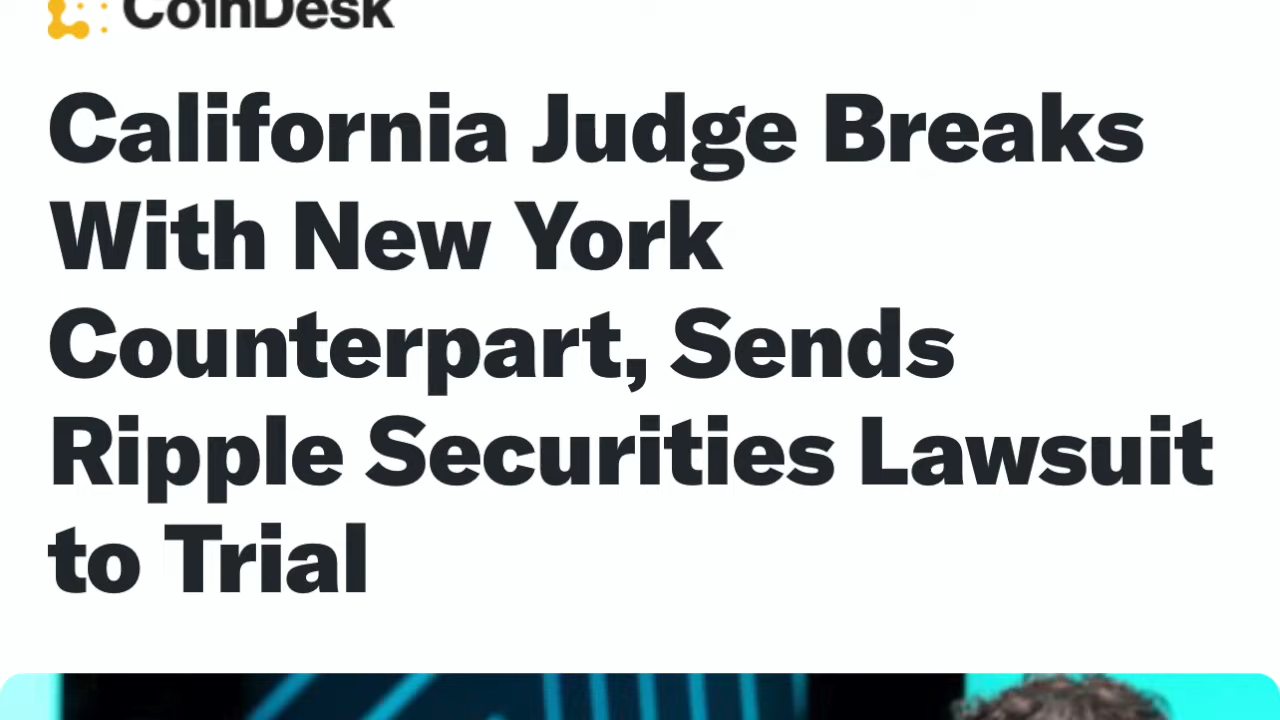 CoinDesk
California Judge Breaks
With New York
Counterpart, Sends
Ripple Securities Lawsuit
to Trial